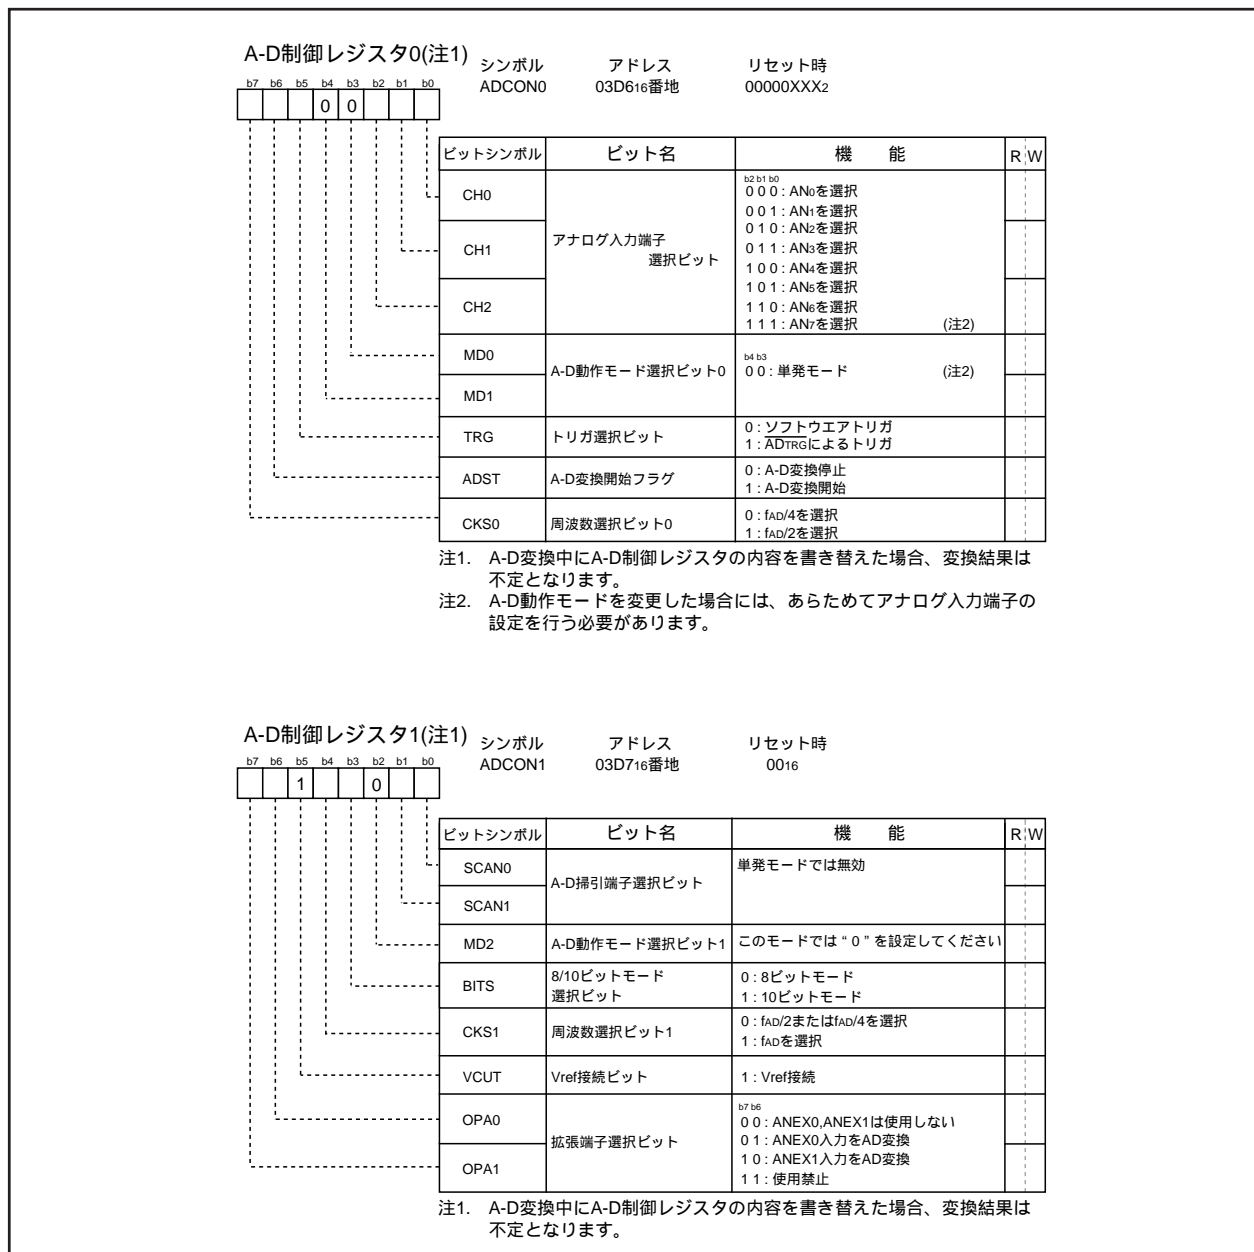 A-D制御レジスタ0(注1)
シンボル アドレス リセット時
ADCON0 03D616番地 00000XXX2
b7 b6 b5 b4 b3 b2 b1 b0
0 0
ビットシンボル ビット名 機 能 R W
CH0
CH1
CH2
アナログ入力端子
選択ビット
b2 b1 b0
0 0 0 : AN0を選択
0 0 1 : AN1を選択
0 1 0 : AN2を選択
0 1 1 : AN3を選択
1 0 0 : AN4を選択
1 0 1 : AN5を選択
1 1 0 : AN6を選択
1 1 1 : AN7を選択 (注2)
MD0
MD1
A-D動作モード選択ビット0
b4 b3
0 0 : 単発モード (注2)
TRG トリガ選択ビット
0 : ソフトウエアトリガ
1 : ADTRGによるトリガ
ADST A-D変換開始フラグ
0 : A-D変換停止
1 : A-D変換開始
CKS0 周波数選択ビット0
0 : fAD/4を選択
1 : fAD/2を選択
注1. A-D変換中にA-D制御レジスタの内容を書き替えた場合、変換結果は
不定となります。
注2. A-D動作モードを変更した場合には、あらためてアナログ入力端子の
設定を行う必要があります。
A-D制御レジスタ1(注1)
シンボル アドレス リセット時
ADCON1 03D716番地 0016
b7 b6 b5 b4 b3 b2 b1 b0
1 0
ビットシンボル ビット名 機 能 R W
SCAN0
SCAN1
A-D掃引端子選択ビット
単発モードでは無効
MD2 A-D動作モード選択ビット1 このモードでは“0”を設定してください
BITS
8/10ビットモード
選択ビット
0 : 8ビットモード
1 : 10ビットモード
CKS1 周波数選択ビット1
0 : fAD/2またはfAD/4を選択
1 : fADを選択
VCUT Vref接続ビット 1 : Vref接続
OPA0
OPA1
拡張端子選択ビット
b7 b6
0 0 : ANEX0,ANEX1は使用しない
0 1 : ANEX0入力をAD変換
1 0 : ANEX1入力をAD変換
1 1 : 使用禁止
注1. A-D変換中にA-D制御レジスタの内容を書き替えた場合、変換結果は
不定となります。